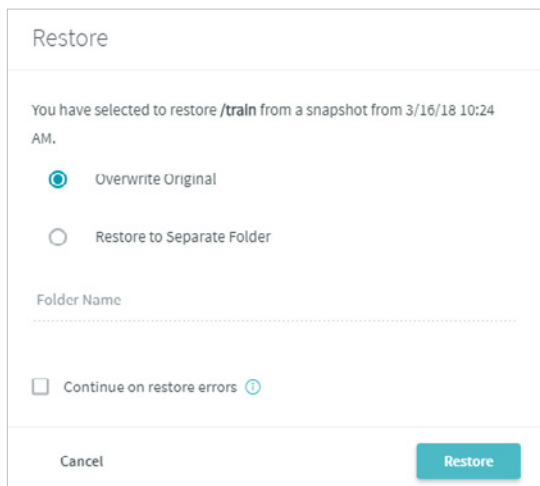 Restore
You have selected to restore /train from a snapshot from 3/16/18 10:24
AM.
Overwrite Original
Restore to Separate Folder
Folder Name
Continue on restore errors
Cancel
Restore